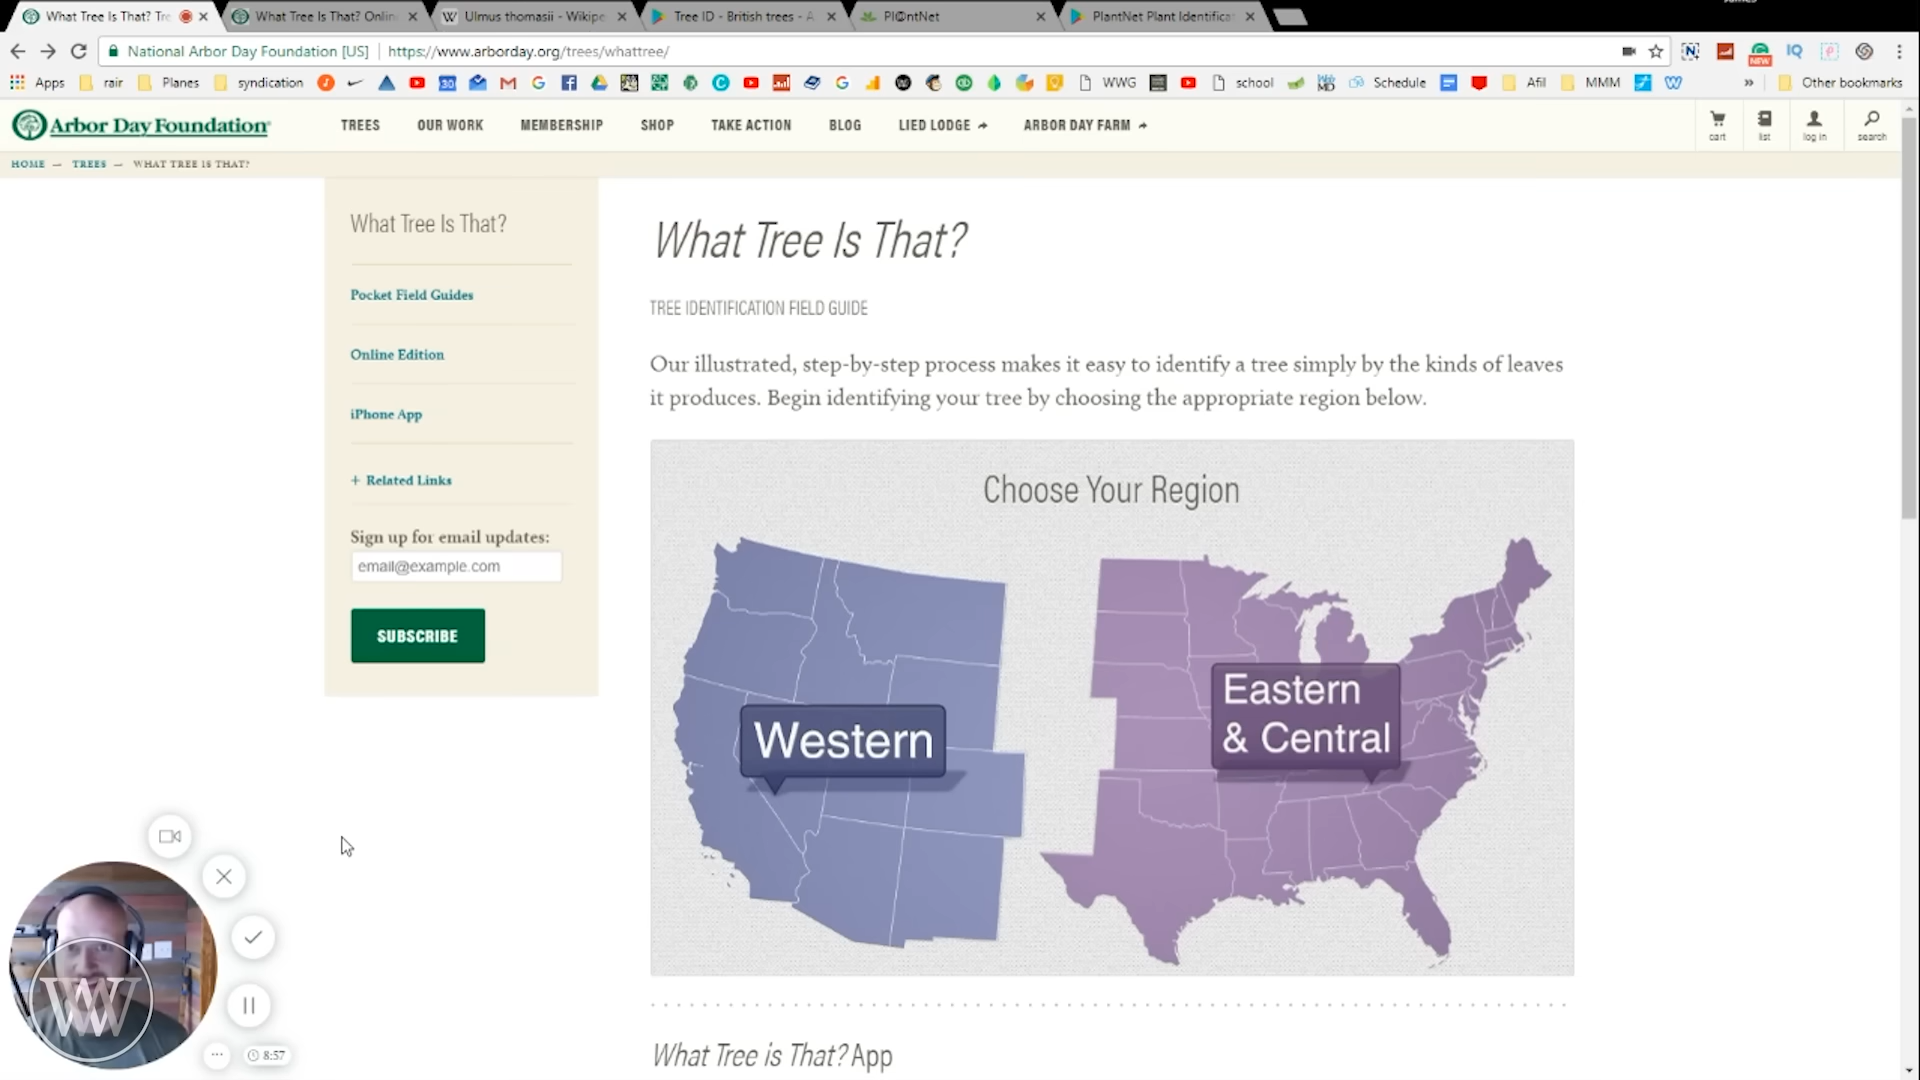 What Tree Is That? Tre
What Tree Is That? Onlin
Ulmus thomasii - Wikipe
Tree ID - British trees - A
Pl@ntNet
PlantNet Plant Identifica
National Arbor Day Foundation [US]
https://www.arborday.org/trees/whattree/
NEW
Apps
rair
Planes
syndication
WWG
school
Schedule
Afil
MMM
Other bookmarks
Arbor Day Foundation
TREES
OUR WORK
MEMBERSHIP
SHOP
TAKE ACTION
BLOG
LIED LODGE
ARBOR DAY FARM
cart
list
log in
search
HOME — TREES — WHAT TREE IS THAT?
What Tree Is That?
Pocket Field Guides
Online Edition
iPhone App
+ Related Links
Sign up for email updates:
email@example.com
SUBSCRIBE
What Tree Is That?
TREE IDENTIFICATION FIELD GUIDE
Our illustrated, step-by-step process makes it easy to identify a tree simply by the kinds of leaves
it produces. Begin identifying your tree by choosing the appropriate region below.
Choose Your Region
Western
Eastern
& Central
What Tree is That? App
8:57